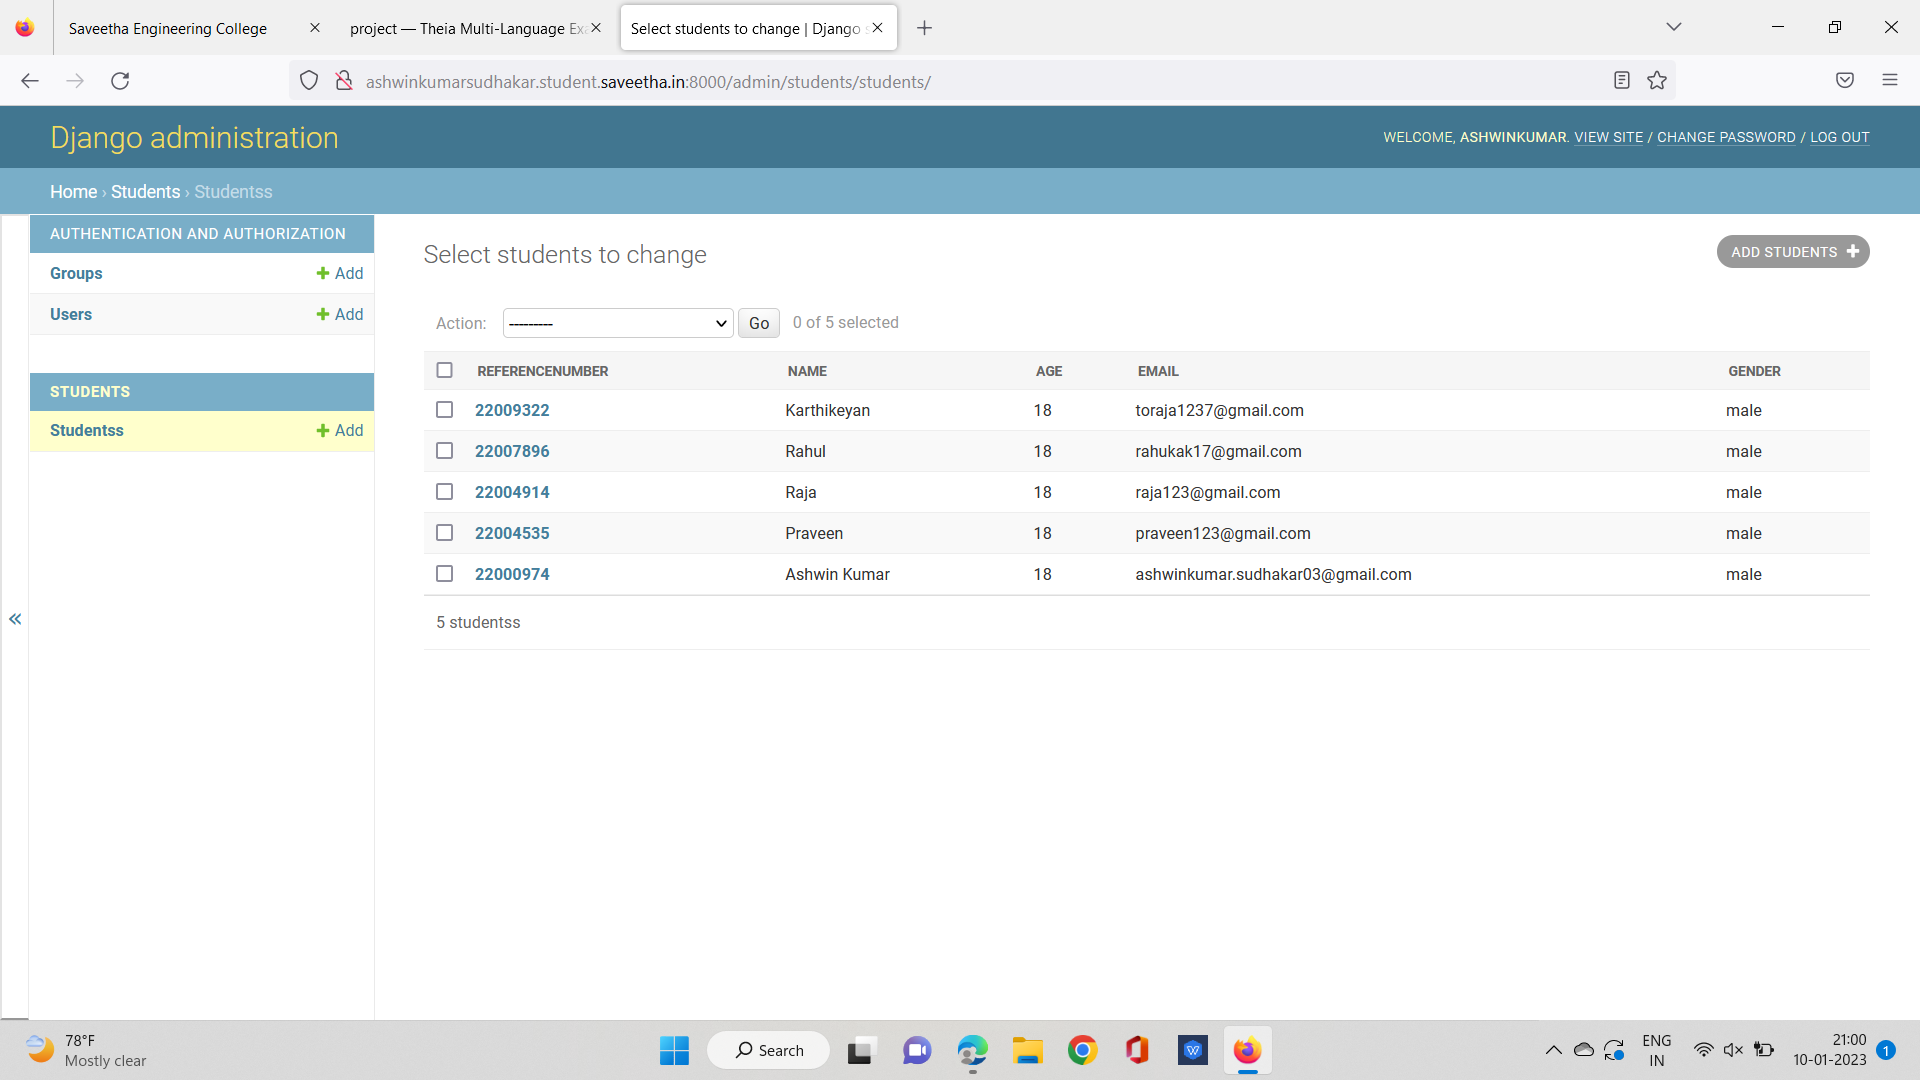 Saveetha Engineering College
project — Theia Multi-Language Exa
Select students to change | Django s
ashwinkumarsudhakar.student.saveetha.in:8000/admin/students/students/
Django administration
WELCOME, ASHWINKUMAR. VIEW SITE / CHANGE PASSWORD / LOG OUT
Home › Students › Studentss
AUTHENTICATION AND AUTHORIZATION
Groups Add
Users Add
STUDENTS
Studentss Add
Select students to change
ADD STUDENTS
Action: --------- Go 0 of 5 selected
REFERENCENUMBER NAME AGE EMAIL GENDER
22009322 Karthikeyan 18 toraja1237@gmail.com male
22007896 Rahul 18 rahukak17@gmail.com male
22004914 Raja 18 raja123@gmail.com male
22004535 Praveen 18 praveen123@gmail.com male
22000974 Ashwin Kumar 18 ashwinkumar.sudhakar03@gmail.com male
5 studentss
78°F
Mostly clear
Search
ENG
IN
21:00
10-01-2023
1